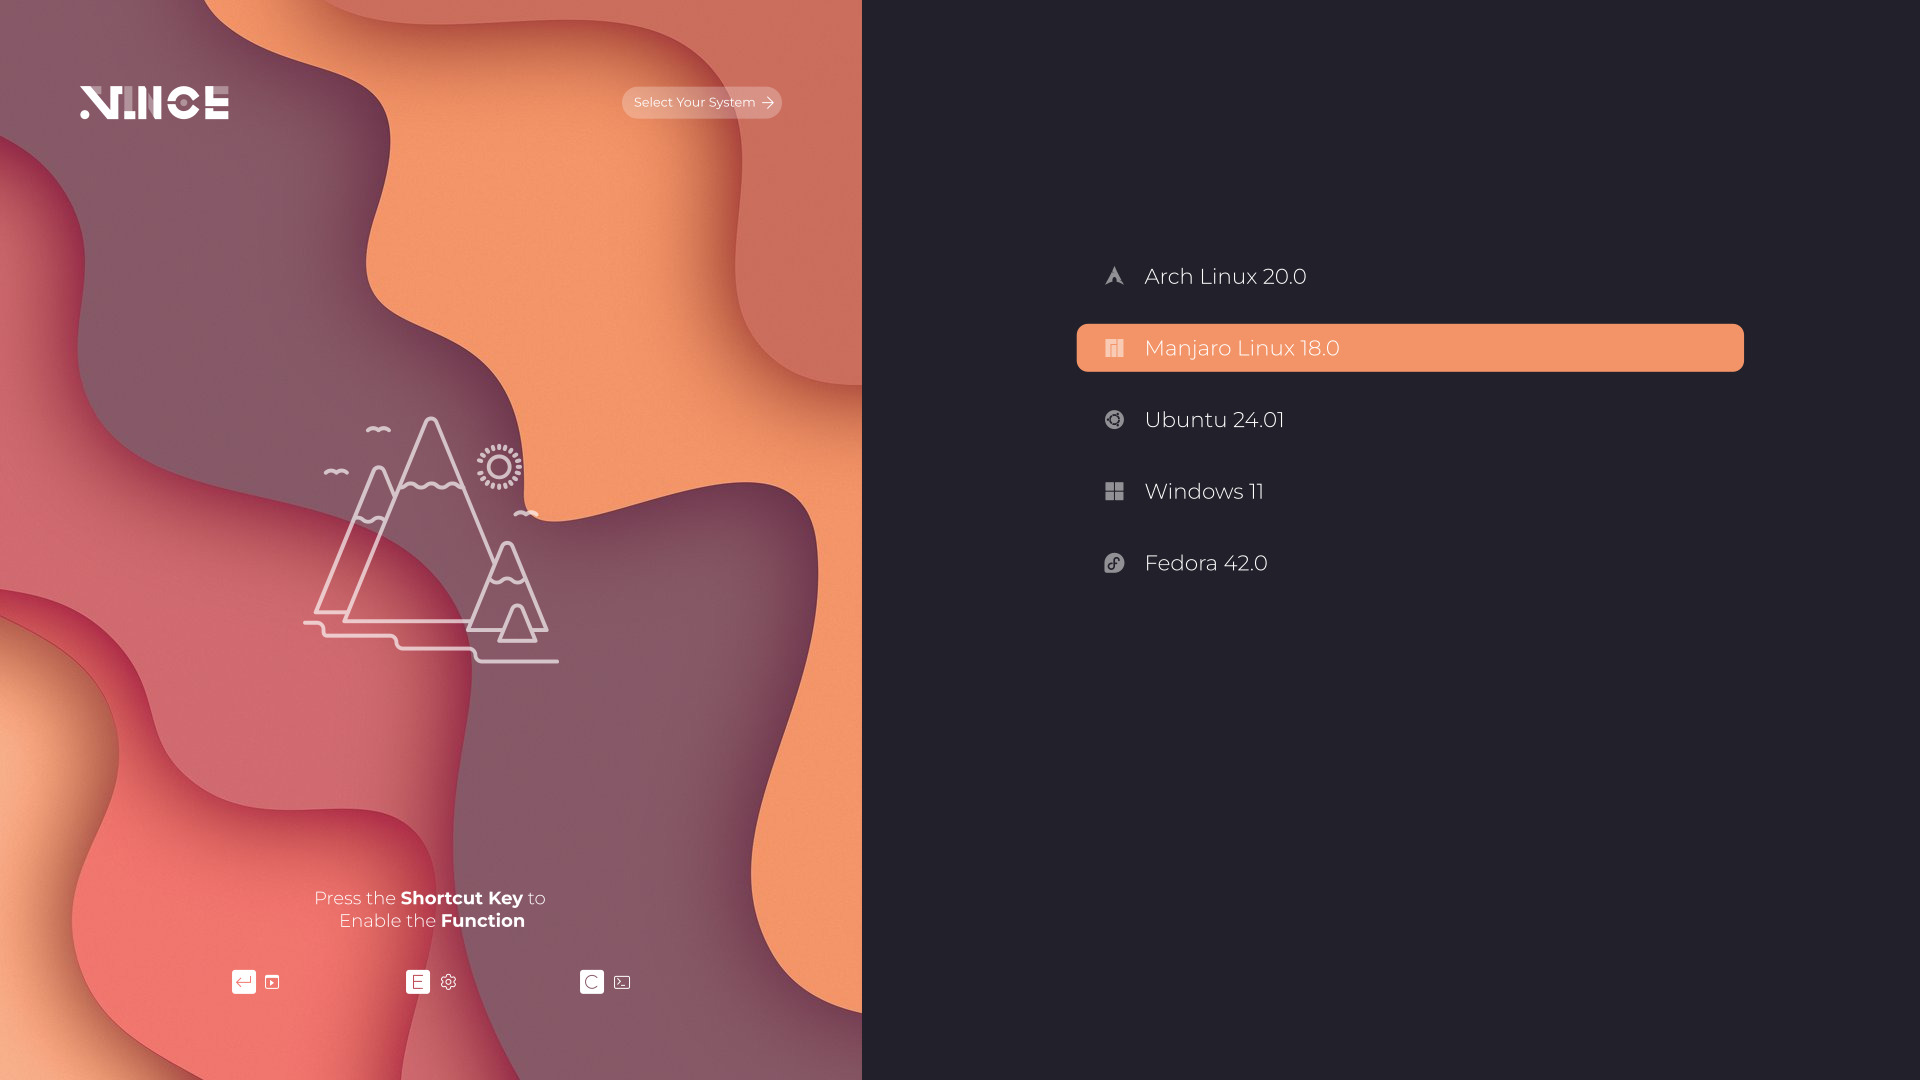 .VINCE
Select Your System
Arch Linux 20.0
Manjaro Linux 18.0
Ubuntu 24.01
Windows 11
Fedora 42.0
Press the Shortcut Key to
Enable the Function
E
C